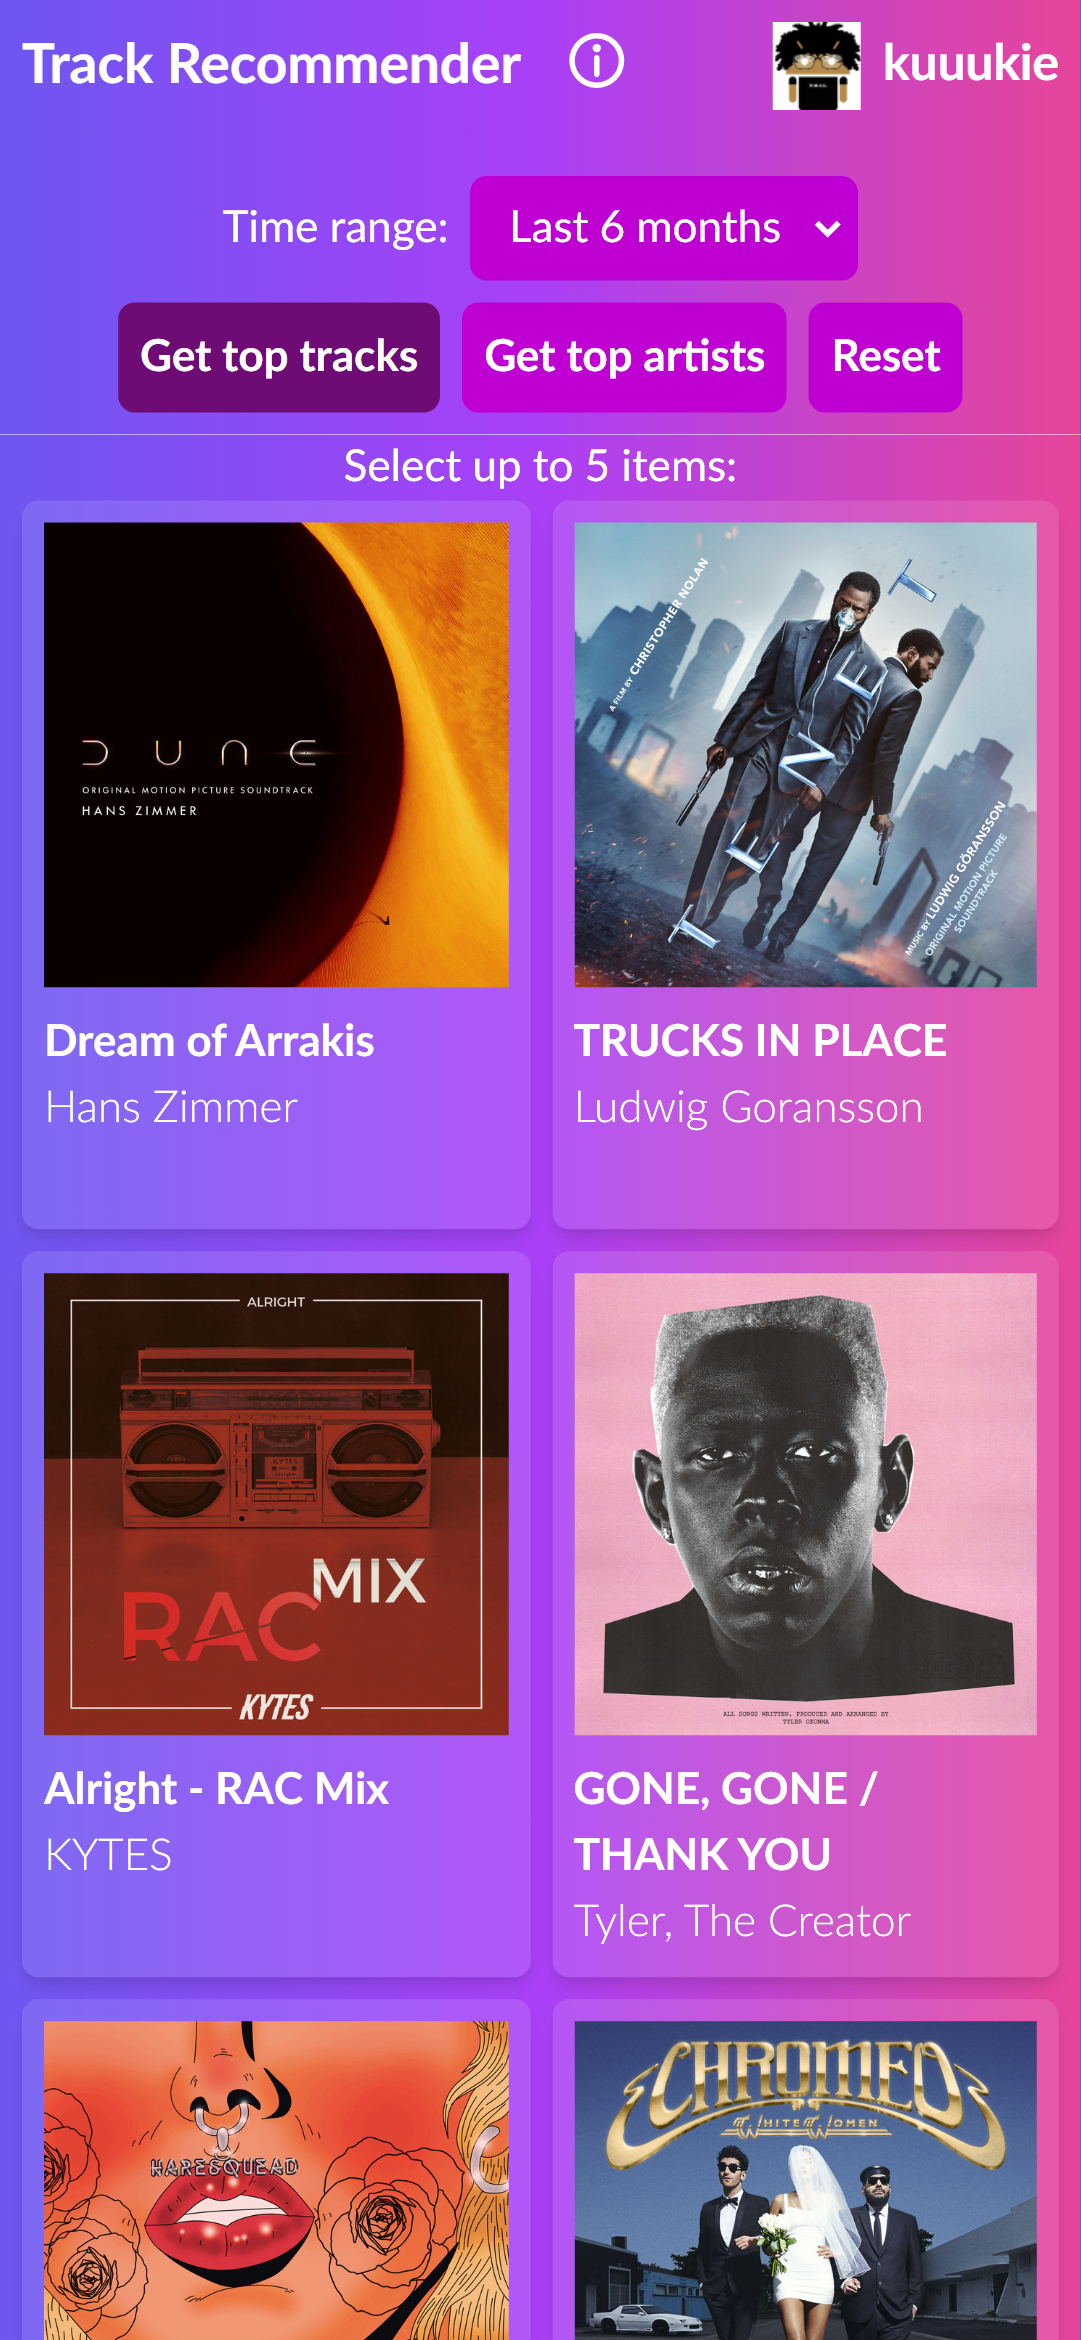 Track Recommender
kuuukie
Time range:
Last 6 months
Get top tracks
Get top artists
Reset
Select up to 5 items:
DUNE
ORIGINAL MOTION PICTURE SOUNDTRACK
HANS ZIMMER
Dream of Arrakis
Hans Zimmer
A FILM BY CHRISTOPHER NOLAN
TENET
MUSIC BY LUDWIG GÖRANSSON
ORIGINAL MOTION PICTURE
SOUNDTRACK
TRUCKS IN PLACE
Ludwig Goransson
ALRIGHT
KYTES
MIX
RAC
KYTES
Alright - RAC Mix
KYTES
ALL SONGS WRITTEN, PRODUCED AND ARRANGED BY
TYLER OKONMA
GONE, GONE /
THANK YOU
Tyler, The Creator
HARESQUEAD
CHROMEO
WHITE WOMEN